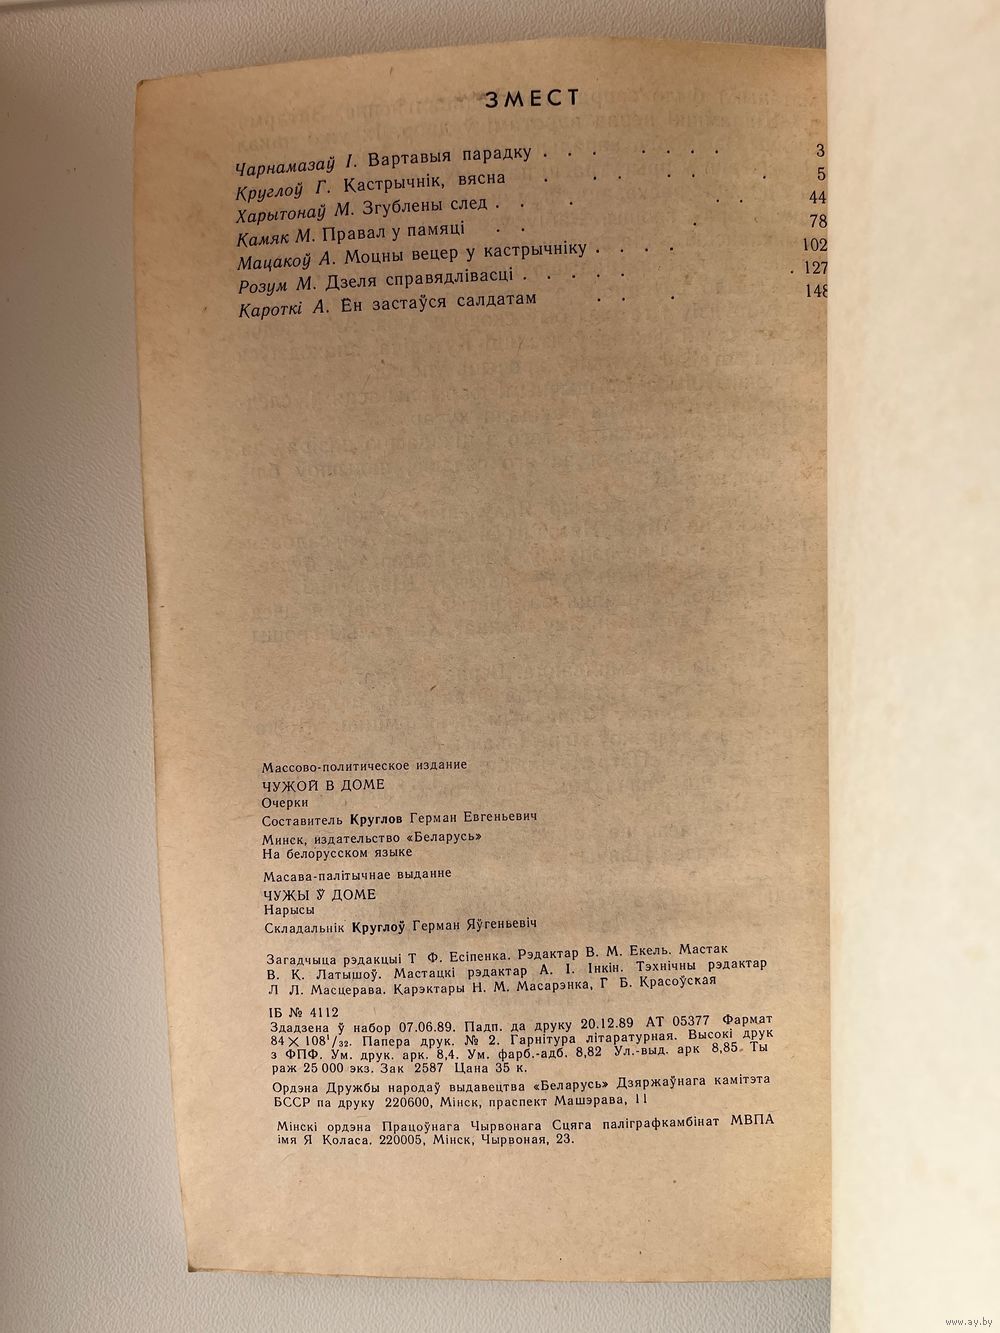 ЗМЕСТ
Чарнамазаў І. Вартавыя парадку . . . . . . . 3
Круглоў Г. Кастрычнік, вясна . . . . . . 5
Харытонаў М. Згублены след . . . . . 44
Камяк М. Правал у памяці . . . 78
Мацакоў А. Моцны вецер у кастрычніку . . . . 102
Розум М. Дзеля справядлівасці . . . . . . 127
Кароткі А. Ён застаўся салдатам . . . 148
Массово-политическое издание
ЧУЖОЙ В ДОМЕ
Очерки
Составитель Круглов Герман Евгеньевич
Минск, издательство «Беларусь»
На белорусском языке
Масава-палітычнае выданне
ЧУЖЫ Ў ДОМЕ
Нарысы
Складальнік Круглоў Герман Яўгеньевіч
Загадчыца рэдакцыі Т Ф. Есіпенка. Рэдактар В. М. Екель. Мастак
В. К. Латышоў. Мастацкі рэдактар А. І. Інкін. Тэхнічны рэдактар
Л Л. Масцерава. Карэктары Н. М. Масарэнка, Г Б. Красоўская
ІБ № 4112
Здадзена ў набор 07.06.89. Падп. да друку 20.12.89 АТ 05377 Фармат
84×108¹/₃₂. Папера друк. № 2. Гарнітура літаратурная. Высокі друк
з ФПФ. Ум. друк. арк. 8,4. Ум. фарб.-адб. 8,82 Ул.-выд. арк 8,85. Ты
раж 25 000 экз. Зак 2587 Цана 35 к.
Ордэна Дружбы народаў выдавецтва «Беларусь» Дзяржаўнага камітэта
БССР па друку 220600, Мінск, праспект Машэрава, 11
Мінскі ордэна Працоўнага Чырвонага Сцяга паліграфкамбінат МВПА
імя Я Коласа. 220005, Мінск, Чырвоная, 23.
www.ay.by